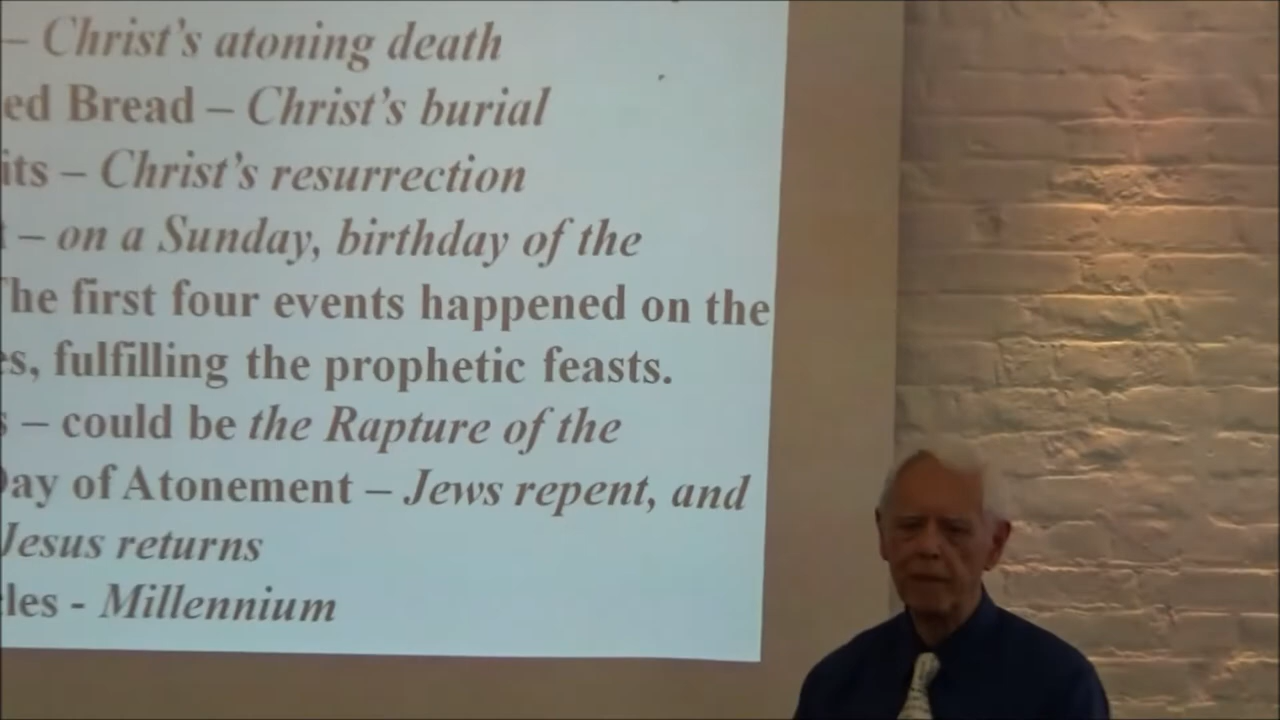 – Christ’s atoning death
ed Bread – Christ’s burial
its – Christ’s resurrection
– on a Sunday, birthday of the
The first four events happened on the
es, fulfilling the prophetic feasts.
s – could be the Rapture of the
Day of Atonement – Jews repent, and
Jesus returns
les - Millennium